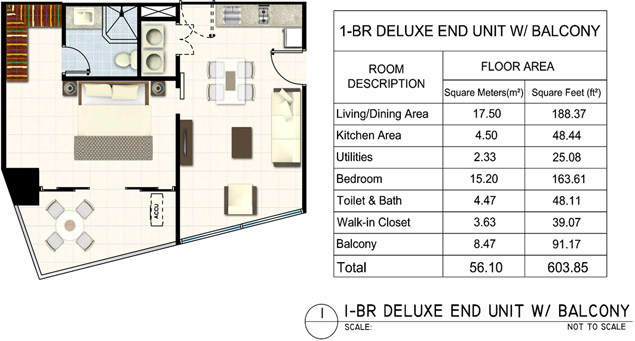 1-BR DELUXE END UNIT W/ BALCONY
ROOM DESCRIPTION
FLOOR AREA
Square Meters(m²) Square Feet (ft²)
Living/Dining Area 17.50 188.37
Kitchen Area 4.50 48.44
Utilities 2.33 25.08
Bedroom 15.20 163.61
Toilet & Bath 4.47 48.11
Walk-in Closet 3.63 39.07
Balcony 8.47 91.17
Total 56.10 603.85
ACCU
1 1-BR DELUXE END UNIT W/ BALCONY
SCALE: NOT TO SCALE